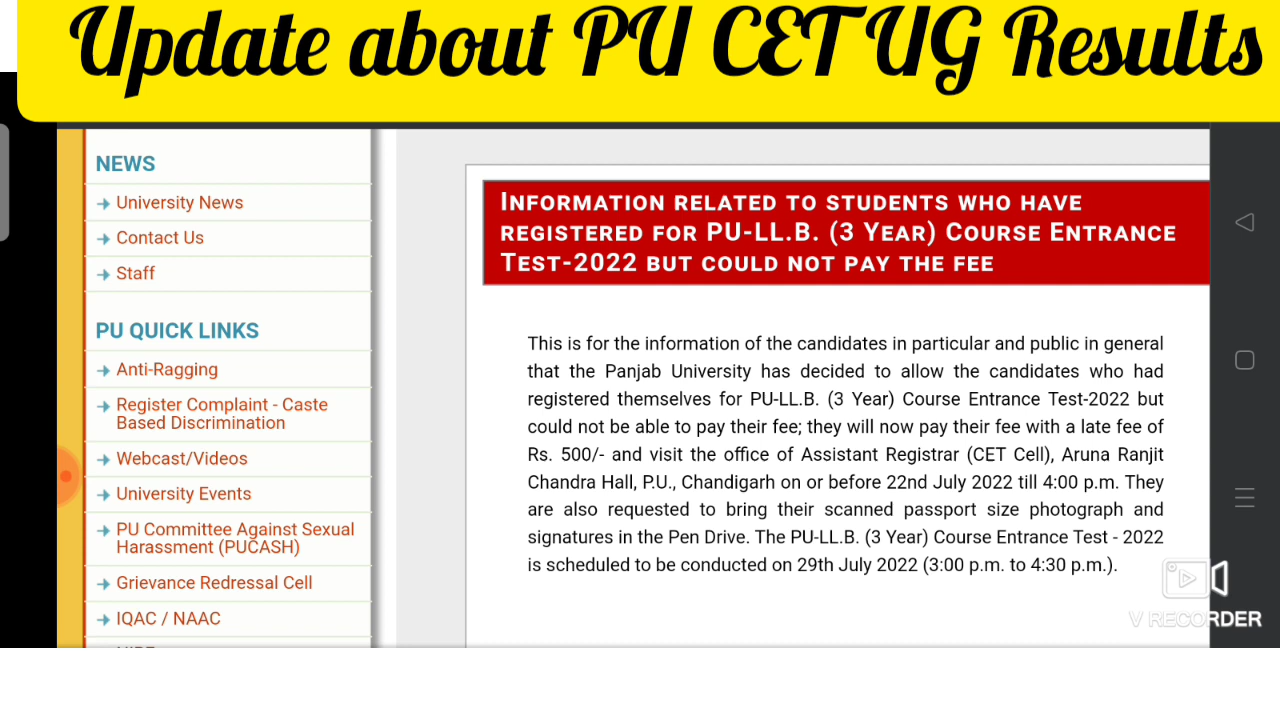 Update about PU CET UG Results
NEWS
University News
Contact Us
Staff
PU QUICK LINKS
Anti-Ragging
Register Complaint - Caste
Based Discrimination
Webcast/Videos
University Events
PU Committee Against Sexual
Harassment (PUCASH)
Grievance Redressal Cell
IQAC / NAAC
INFORMATION RELATED TO STUDENTS WHO HAVE
REGISTERED FOR PU-LL.B. (3 YEAR) COURSE ENTRANCE
TEST-2022 BUT COULD NOT PAY THE FEE
This is for the information of the candidates in particular and public in general
that the Panjab University has decided to allow the candidates who had
registered themselves for PU-LL.B. (3 Year) Course Entrance Test-2022 but
could not be able to pay their fee; they will now pay their fee with a late fee of
Rs. 500/- and visit the office of Assistant Registrar (CET Cell), Aruna Ranjit
Chandra Hall, P.U., Chandigarh on or before 22nd July 2022 till 4:00 p.m. They
are also requested to bring their scanned passport size photograph and
signatures in the Pen Drive. The PU-LL.B. (3 Year) Course Entrance Test - 2022
is scheduled to be conducted on 29th July 2022 (3:00 p.m. to 4:30 p.m.).
V RECORDER